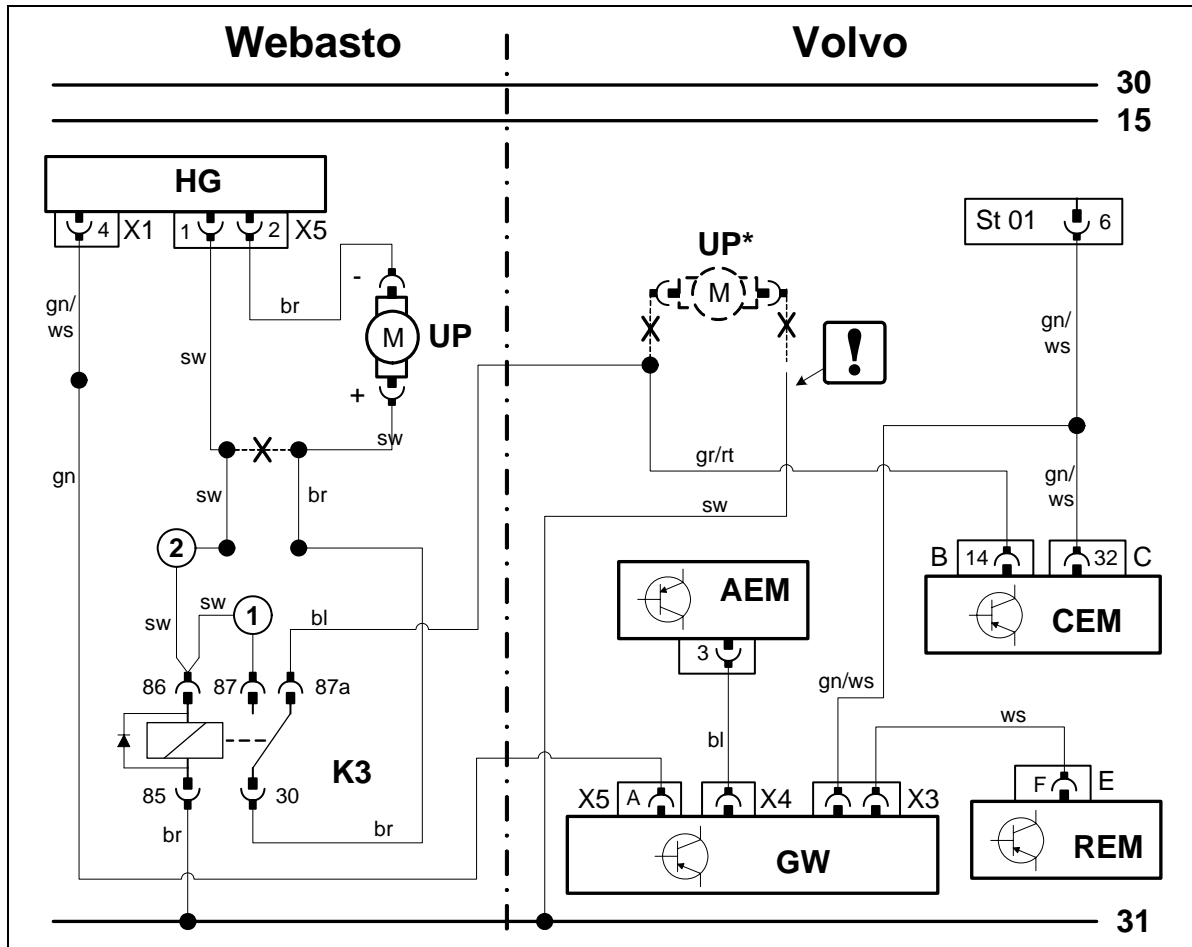 Webasto Volvo
30
15
HG
4 X1 1 2 X5
St 01 6
UP*
M
-
gn/
ws
br
M UP
gn/
ws
sw
!
+
sw
gn
gr/rt
gn/
ws
sw br
sw
2
B 14 32 C
AEM
CEM
sw
1
sw
bl
3
86 87 87a
gn/ws
ws
bl
K3
F E
85 30
X5 A X4 X3
REM
br
br
GW
31